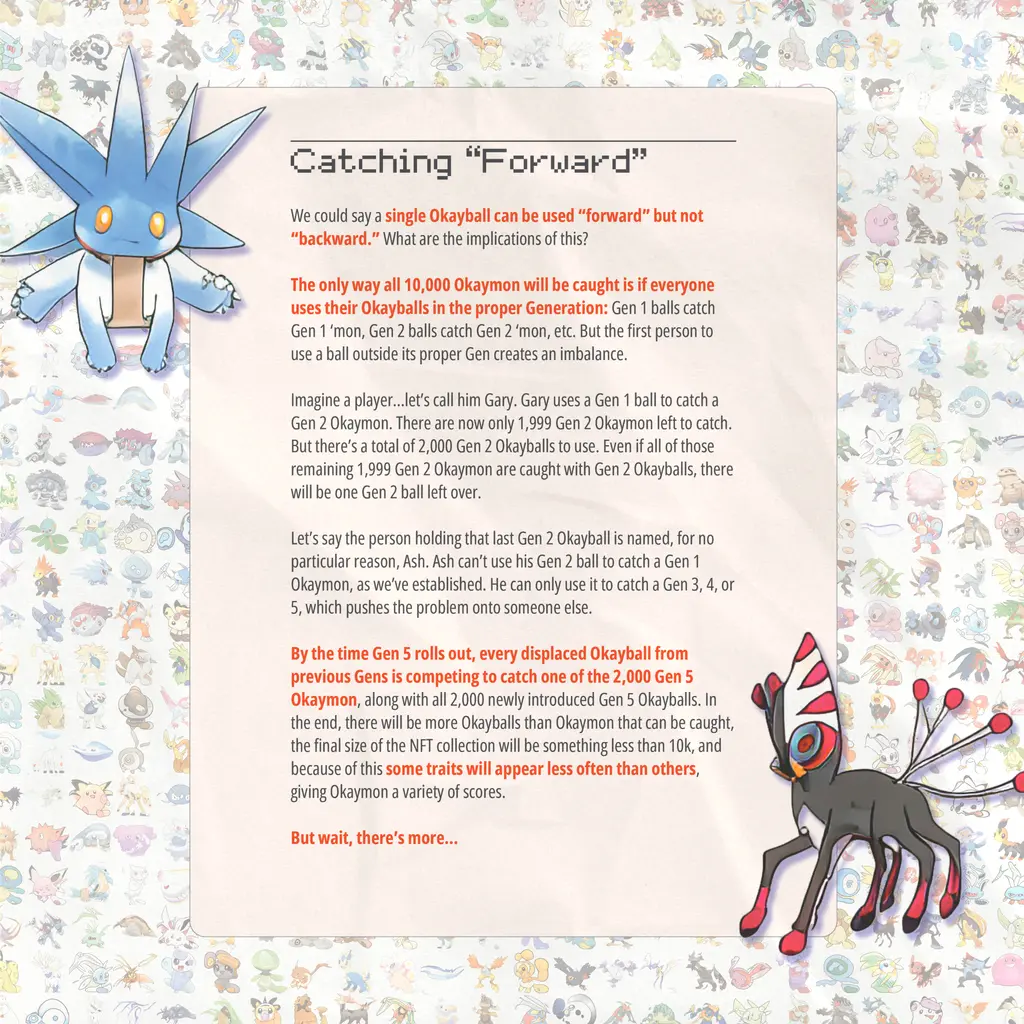 Catching “Forward”
We could say a single Okayball can be used “forward” but not
“backward.” What are the implications of this?
The only way all 10,000 Okaymon will be caught is if everyone
uses their Okayballs in the proper Generation: Gen 1 balls catch
Gen 1 ‘mon, Gen 2 balls catch Gen 2 ‘mon, etc. But the first person to
use a ball outside its proper Gen creates an imbalance.
Imagine a player...let’s call him Gary. Gary uses a Gen 1 ball to catch a
Gen 2 Okaymon. There are now only 1,999 Gen 2 Okaymon left to catch.
But there’s a total of 2,000 Gen 2 Okayballs to use. Even if all of those
remaining 1,999 Gen 2 Okaymon are caught with Gen 2 Okayballs, there
will be one Gen 2 ball left over.
Let’s say the person holding that last Gen 2 Okayball is named, for no
particular reason, Ash. Ash can’t use his Gen 2 ball to catch a Gen 1
Okaymon, as we’ve established. He can only use it to catch a Gen 3, 4, or
5, which pushes the problem onto someone else.
By the time Gen 5 rolls out, every displaced Okayball from
previous Gens is competing to catch one of the 2,000 Gen 5
Okaymon, along with all 2,000 newly introduced Gen 5 Okayballs. In
the end, there will be more Okayballs than Okaymon that can be caught,
the final size of the NFT collection will be something less than 10k, and
because of this some traits will appear less often than others,
giving Okaymon a variety of scores.
But wait, there’s more...